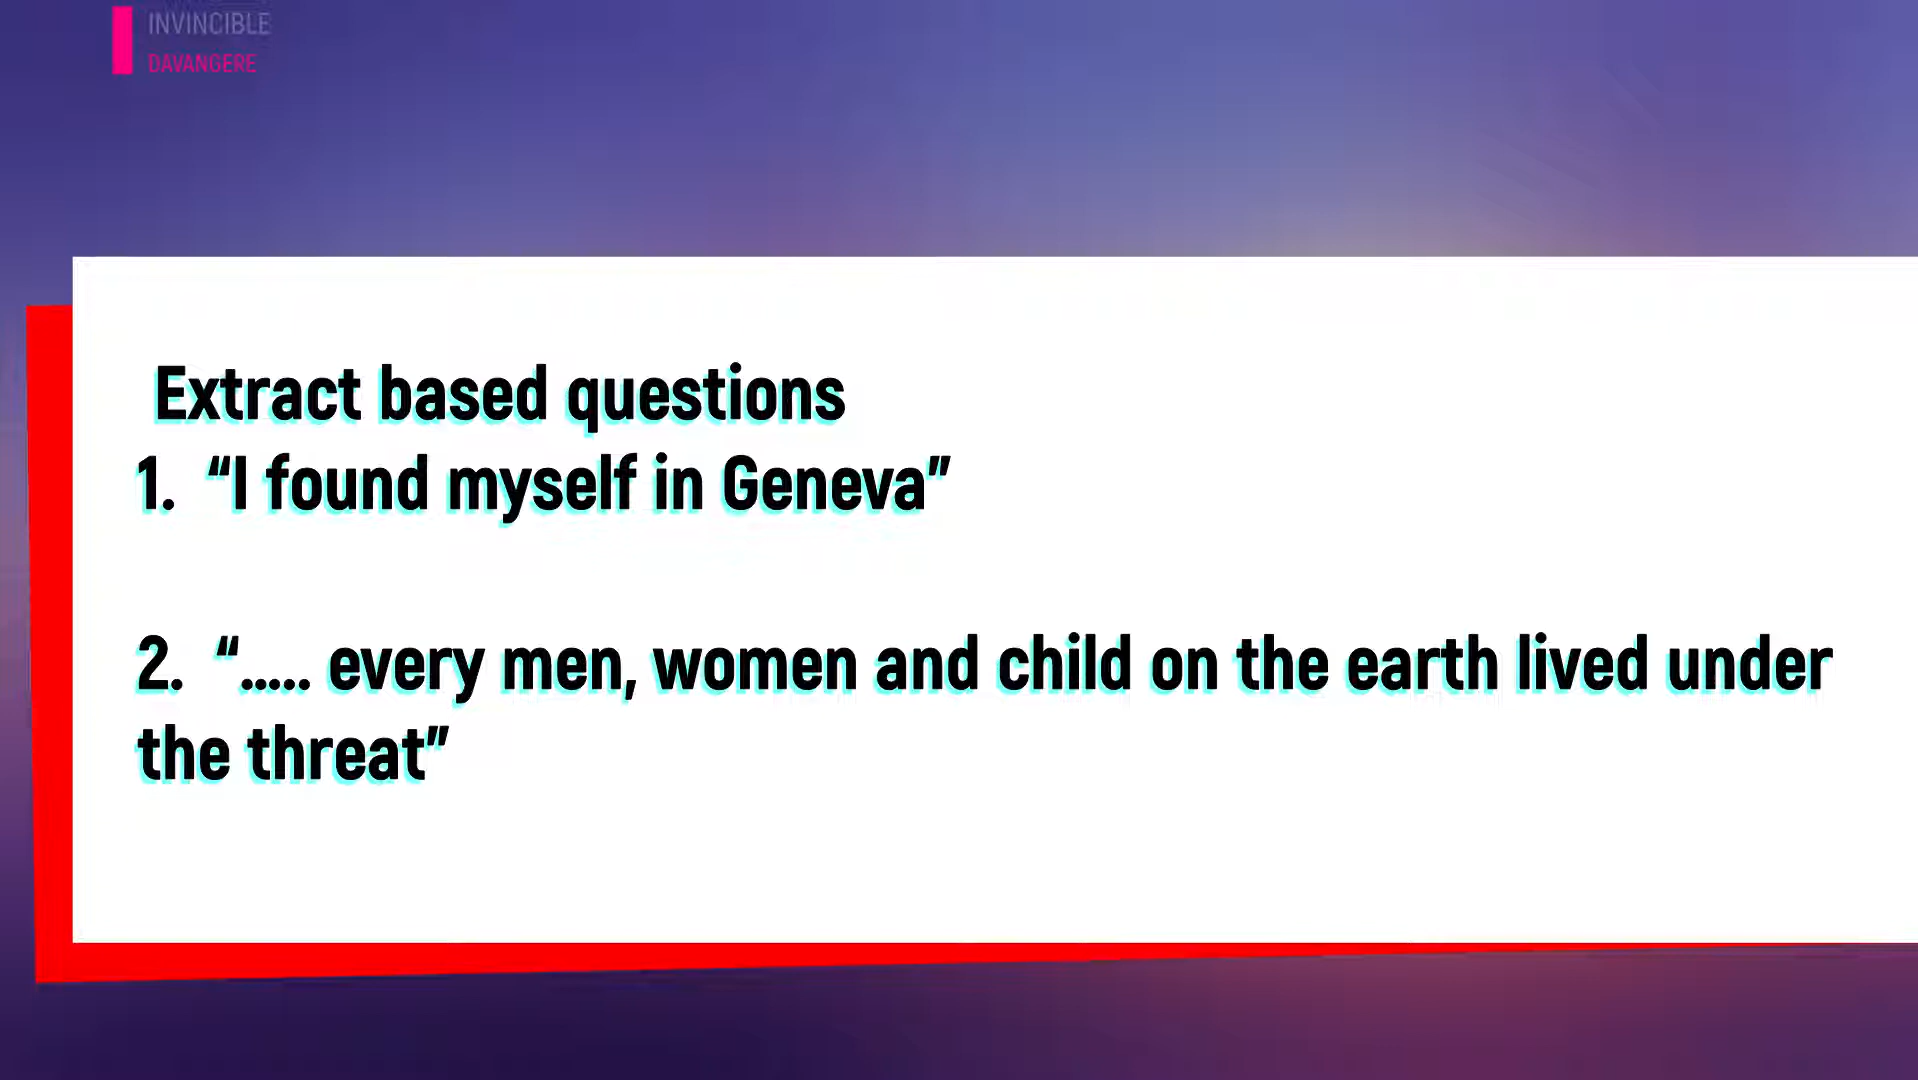 INVINCIBLE
DAVANGERE
Extract based questions
1. “I found myself in Geneva”
2. “..... every men, women and child on the earth lived under
the threat”